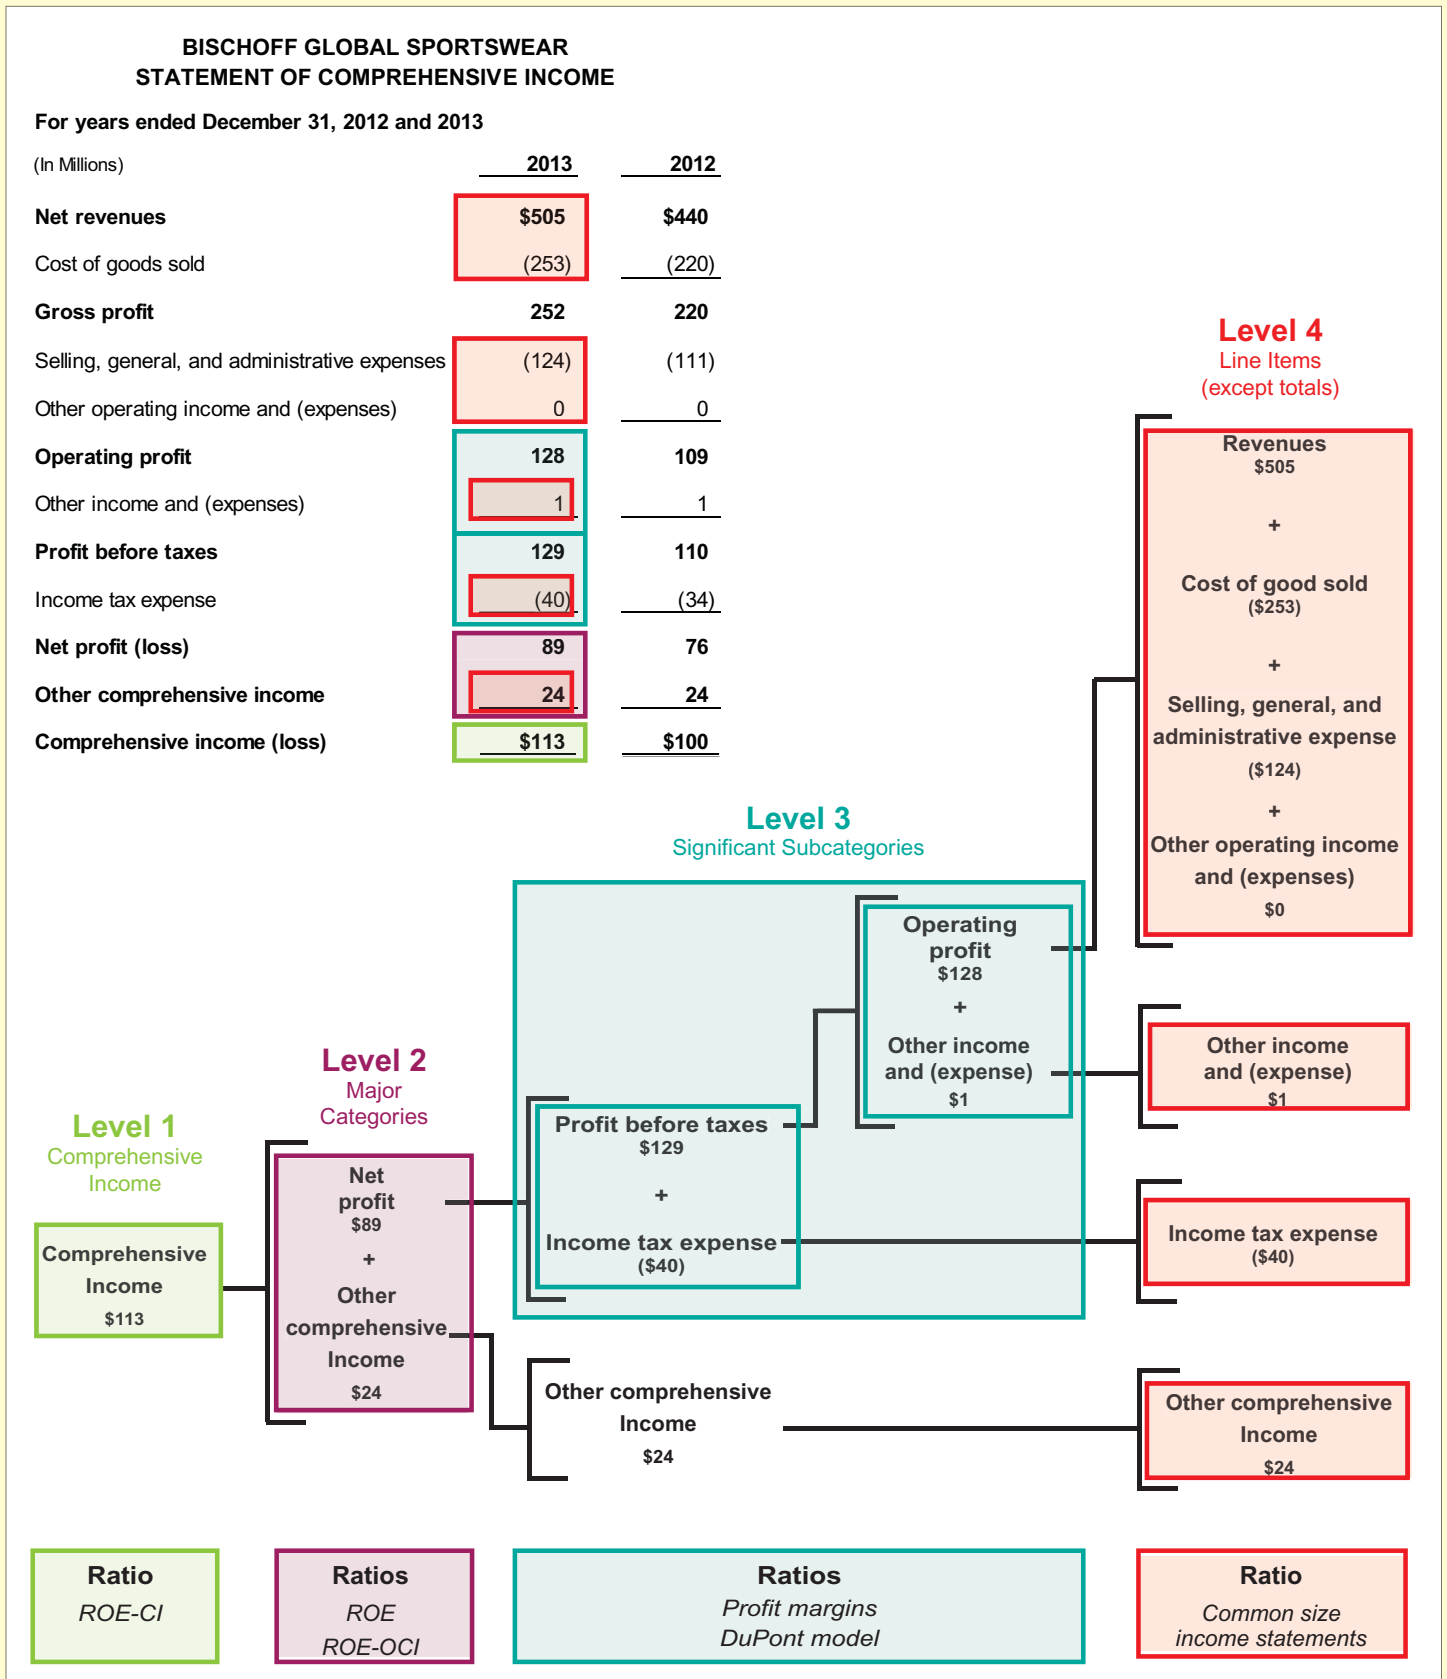 BISCHOFF GLOBAL SPORTSWEAR
STATEMENT OF COMPREHENSIVE INCOME
For years ended December 31, 2012 and 2013
(In Millions) 2013 2012
Net revenues $505 $440
Cost of goods sold (253) (220)
Gross profit 252 220
Selling, general, and administrative expenses (124) (111)
Other operating income and (expenses) 0 0
Operating profit 128 109
Other income and (expenses) 1 1
Profit before taxes 129 110
Income tax expense (40) (34)
Net profit (loss) 89 76
Other comprehensive income 24 24
Comprehensive income (loss) $113 $100
Level 1
Comprehensive
Income
Comprehensive
Income
$113
Level 2
Major
Categories
Net
profit
$89
+
Other
comprehensive
Income
$24
Level 3
Significant Subcategories
Profit before taxes
$129
+
Income tax expense
($40)
Operating
profit
$128
+
Other income
and (expense)
$1
Other comprehensive
Income
$24
Level 4
Line Items
(except totals)
Revenues
$505
+
Cost of good sold
($253)
+
Selling, general, and
administrative expense
($124)
+
Other operating income
and (expenses)
$0
Other income
and (expense)
$1
Income tax expense
($40)
Other comprehensive
Income
$24
Ratio
ROE-CI
Ratios
ROE
ROE-OCI
Ratios
Profit margins
DuPont model
Ratio
Common size
income statements